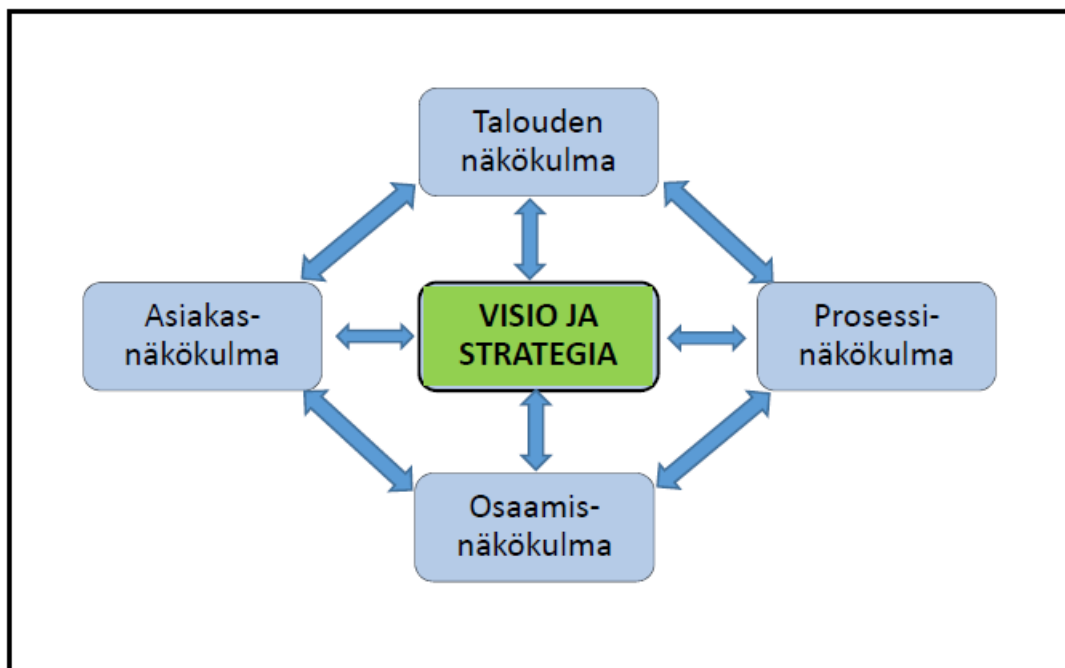 Talouden
näkökulma
Asiakas-
näkökulma
VISIO JA
STRATEGIA
Prosessi-
näkökulma
Osaamis-
näkökulma